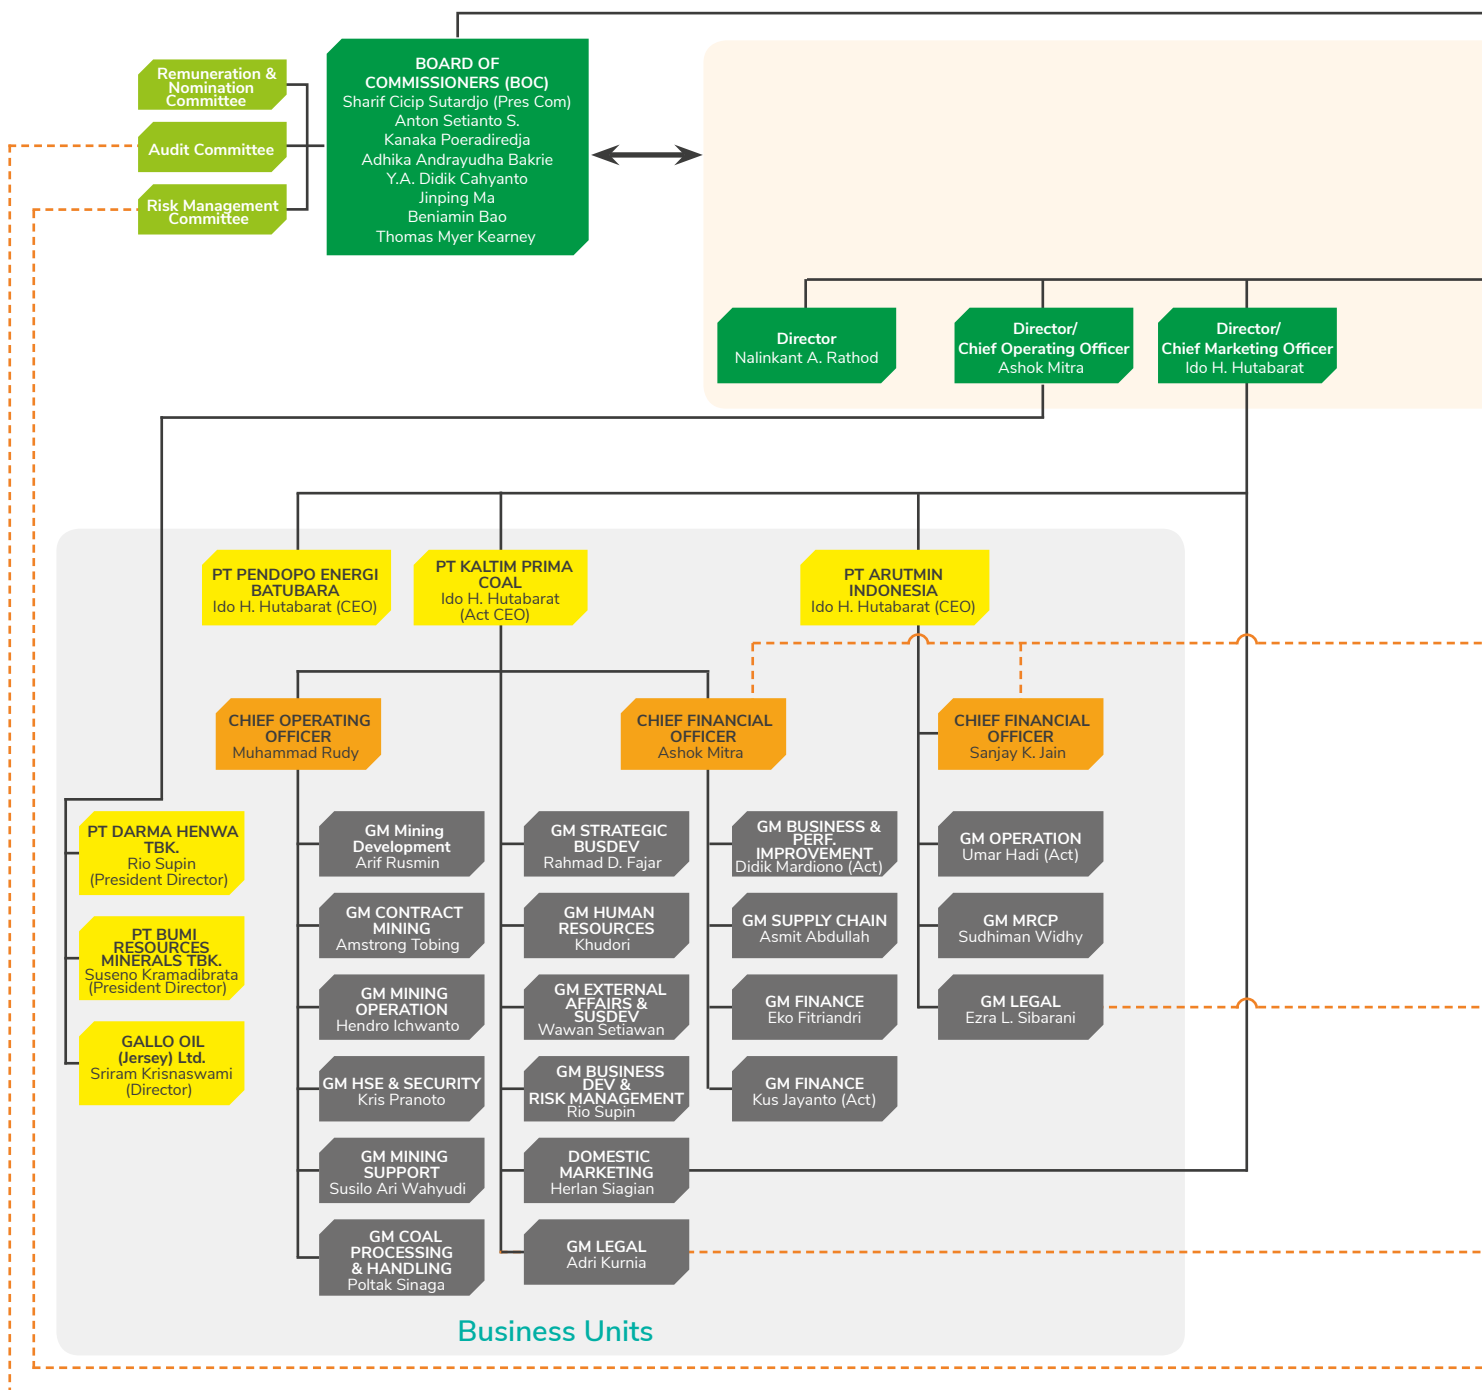 Remuneration &
Nomination
Committee
Audit Committee
Risk Management
Committee
BOARD OF
COMMISSIONERS (BOC)
Sharif Cicip Sutardjo (Pres Com)
Anton Setianto S.
Kanaka Poeradiredja
Adhika Andrayudha Bakrie
Y.A. Didik Cahyanto
Jinping Ma
Beniamin Bao
Thomas Myer Kearney
Director
Nalinkant A. Rathod
Director/
Chief Operating Officer
Ashok Mitra
Director/
Chief Marketing Officer
Ido H. Hutabarat
PT PENDOPO ENERGI
BATUBARA
Ido H. Hutabarat (CEO)
PT KALTIM PRIMA
COAL
Ido H. Hutabarat
(Act CEO)
PT ARUTMIN
INDONESIA
Ido H. Hutabarat (CEO)
CHIEF OPERATING
OFFICER
Muhammad Rudy
CHIEF FINANCIAL
OFFICER
Ashok Mitra
CHIEF FINANCIAL
OFFICER
Sanjay K. Jain
PT DARMA HENWA
TBK.
Rio Supin
(President Director)
PT BUMI
RESOURCES
MINERALS TBK.
Suseno Kramadibrata
(President Director)
GALLO OIL
(Jersey) Ltd.
Sriram Krisnaswami
(Director)
GM Mining
Development
Arif Rusmin
GM CONTRACT
MINING
Amstrong Tobing
GM MINING
OPERATION
Hendro Ichwanto
GM HSE & SECURITY
Kris Pranoto
GM MINING
SUPPORT
Susilo Ari Wahyudi
GM COAL
PROCESSING
& HANDLING
Poltak Sinaga
GM STRATEGIC
BUSDEV
Rahmad D. Fajar
GM HUMAN
RESOURCES
Khudori
GM EXTERNAL
AFFAIRS &
SUSDEV
Wawan Setiawan
GM BUSINESS
DEV &
RISK MANAGEMENT
Rio Supin
DOMESTIC
MARKETING
Herlan Siagian
GM LEGAL
Adri Kurnia
GM BUSINESS &
PERF.
IMPROVEMENT
Didik Mardiono (Act)
GM SUPPLY CHAIN
Asmit Abdullah
GM FINANCE
Eko Fitriandri
GM FINANCE
Kus Jayanto (Act)
GM OPERATION
Umar Hadi (Act)
GM MRCP
Sudhiman Widhy
GM LEGAL
Ezra L. Sibarani
Business Units